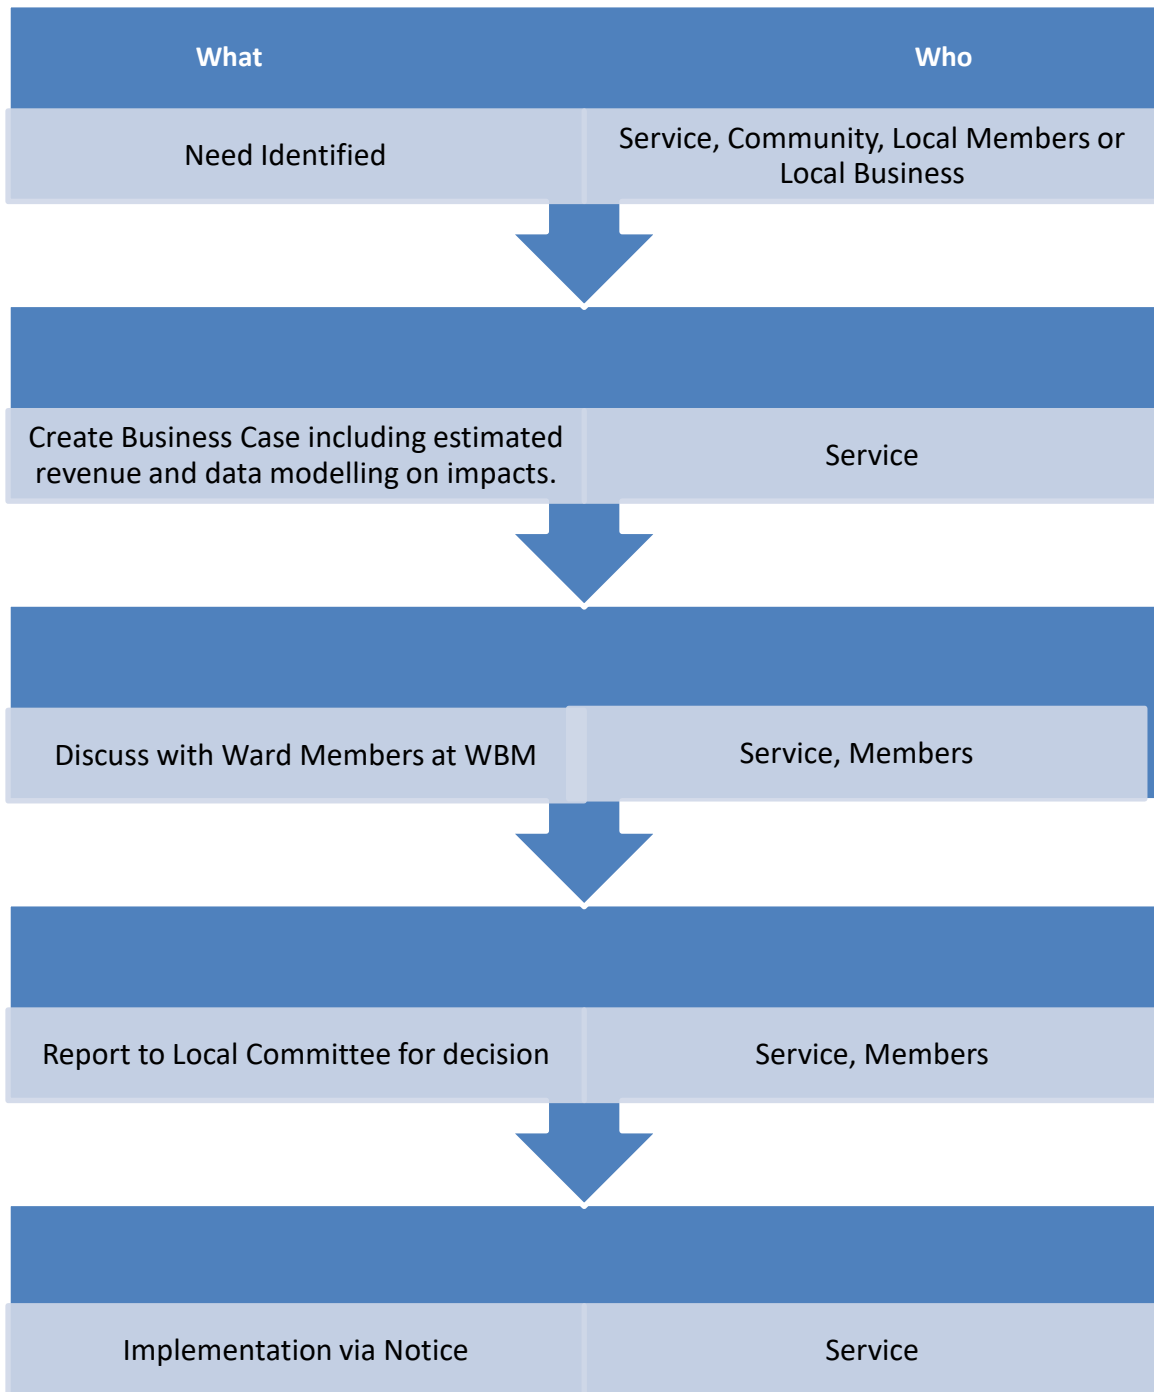 What
Who
Need Identified
Service, Community, Local Members or
Local Business
Create Business Case including estimated
revenue and data modelling on impacts.
Service
Discuss with Ward Members at WBM
Service, Members
Report to Local Committee for decision
Service, Members
Implementation via Notice
Service